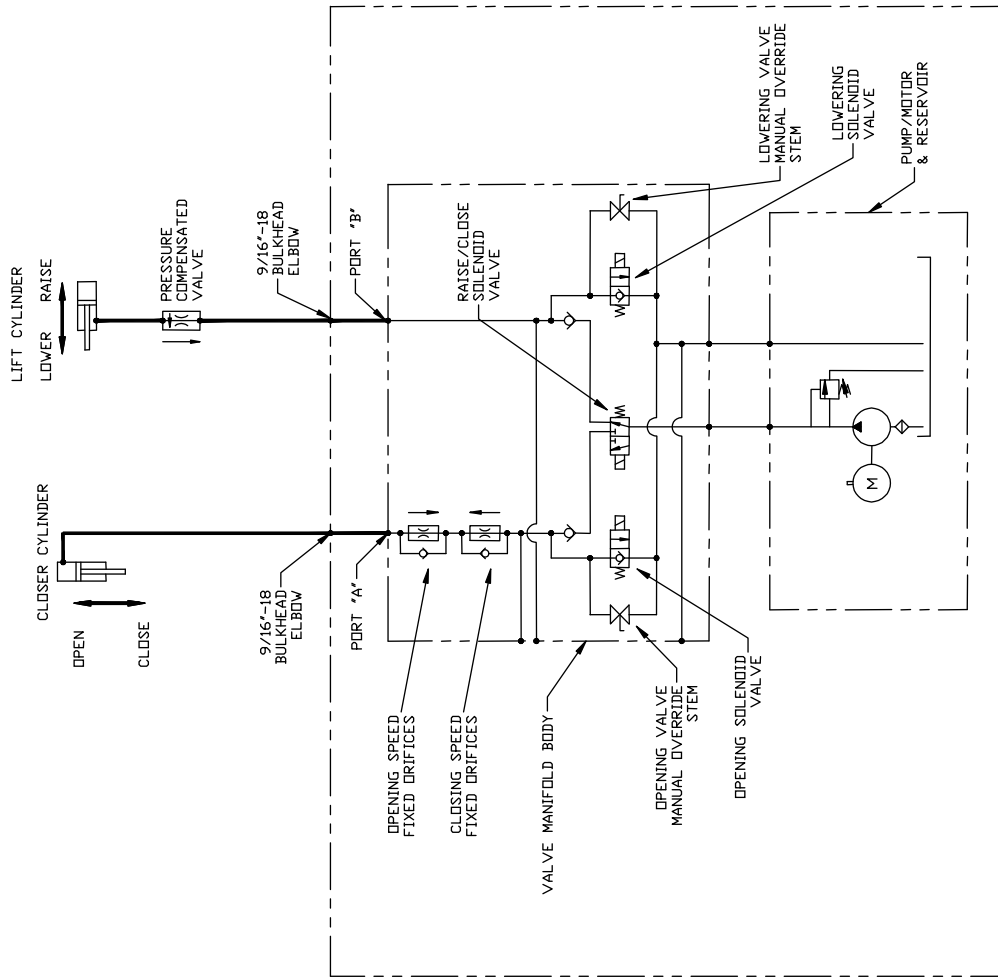 LIFT CYLINDER
LOWER RAISE
PRESSURE
COMPENSATED
VALVE
9/16"-18
BULKHEAD
ELBOW
PORT "B"
RAISE/CLOSE
SOLENOID
VALVE
LOWERING VALVE
MANUAL OVERRIDE
STEM
LOWERING
SOLENOID
VALVE
PUMP/MOTOR
& RESERVOIR
CLOSER CYLINDER
OPEN
CLOSE
9/16"-18
BULKHEAD
ELBOW
PORT "A"
OPENING SPEED
FIXED ORIFICES
CLOSING SPEED
FIXED ORIFICES
VALVE MANIFOLD BODY
OPENING VALVE
MANUAL OVERRIDE
STEM
OPENING SOLENOID
VALVE
M